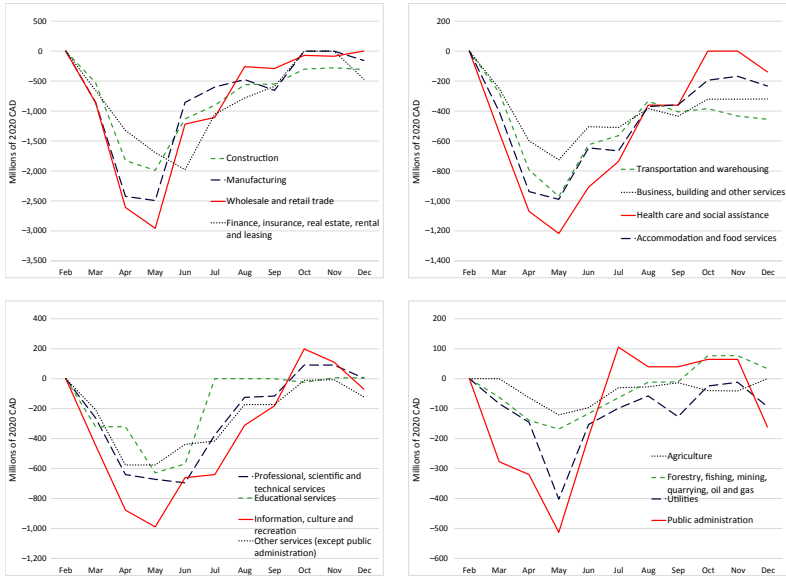 500
0
−500
−1,000
−1,500
−2,000
−2,500
−3,000
−3,500
Millions of 2020 CAD
Feb Mar Apr May Jun Jul Aug Sep Oct Nov Dec
Construction
Manufacturing
Wholesale and retail trade
Finance, insurance, real estate, rental
and leasing
400
200
0
−200
−400
−600
−800
−1,000
−1,200
−1,400
Millions of 2020 CAD
Feb Mar Apr May Jun Jul Aug Sep Oct Nov Dec
Transportation and warehousing
Business, building and other services
Health care and social assistance
Accommodation and food services
400
200
0
−200
−400
−600
−800
−1,000
−1,200
Millions of 2020 CAD
Feb Mar Apr May Jun Jul Aug Sep Oct Nov Dec
Professional, scientific and
technical services
Educational services
Information, culture and
recreation
Other services (except public
administration)
200
100
0
−100
−200
−300
−400
−500
−600
Millions of 2020 CAD
Feb Mar Apr May Jun Jul Aug Sep Oct Nov Dec
Agriculture
Forestry, fishing, mining,
quarrying, oil and gas
Utilities
Public administration